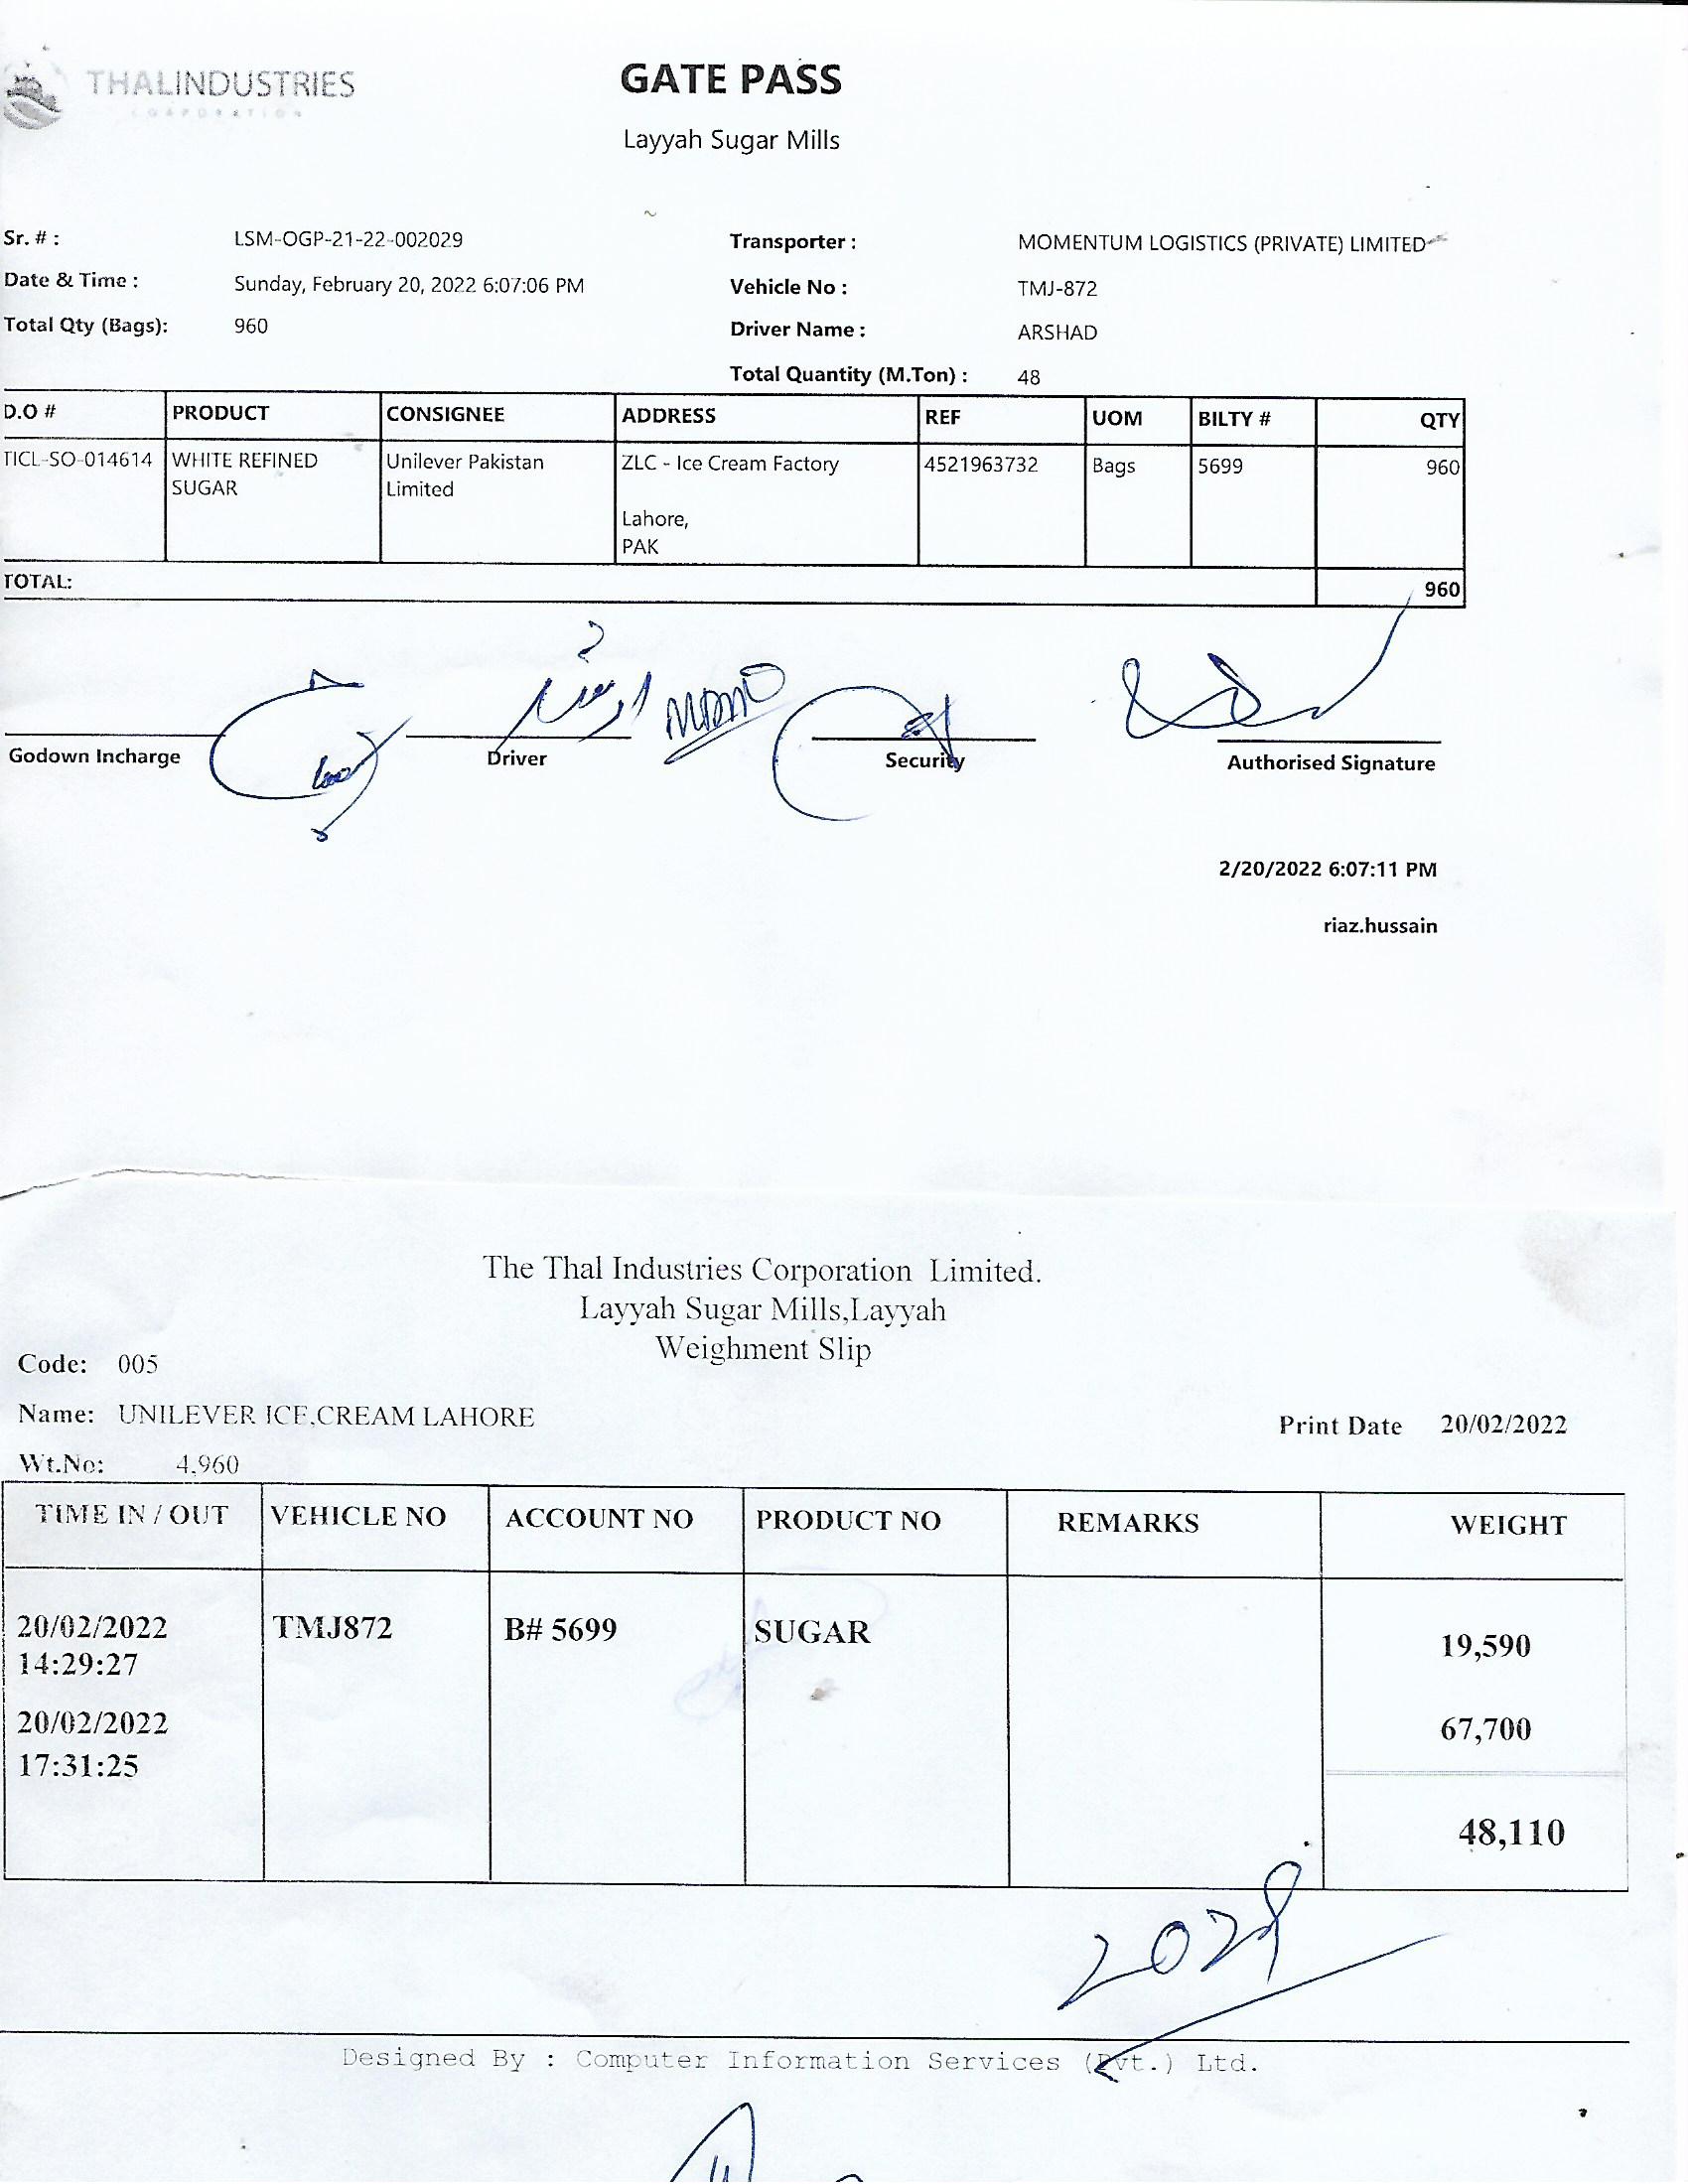 THALINDUSTRIES
CORPORATION
GATE PASS
Layyah Sugar Mills
Sr. # : LSM-OGP-21-22-002029 Transporter : MOMENTUM LOGISTICS (PRIVATE) LIMITED
Date & Time : Sunday, February 20, 2022 6:07:06 PM Vehicle No : TMJ-872
Total Qty (Bags): 960 Driver Name : ARSHAD
Total Quantity (M.Ton) : 48
D.O # PRODUCT CONSIGNEE ADDRESS REF UOM BILTY # QTY
TICL-SO-014614 WHITE REFINED Unilever Pakistan ZLC - Ice Cream Factory 4521963732 Bags 5699 960
SUGAR Limited
Lahore,
PAK
TOTAL: 960
ارشد
Godown Incharge Driver Security Authorised Signature
2/20/2022 6:07:11 PM
riaz.hussain
The Thal Industries Corporation Limited.
Layyah Sugar Mills,Layyah
Weighment Slip
Code: 005
Name: UNILEVER ICE,CREAM LAHORE Print Date 20/02/2022
Wt.No: 4,960
TIME IN / OUT VEHICLE NO ACCOUNT NO PRODUCT NO REMARKS WEIGHT
20/02/2022 TMJ872 B# 5699 SUGAR 19,590
14:29:27
20/02/2022 67,700
17:31:25
48,110
2029
Designed By : Computer Information Services (Pvt.) Ltd.